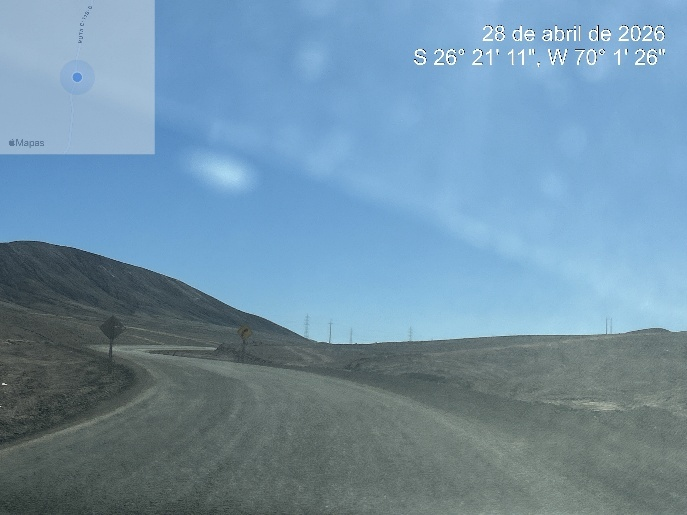 28 de abril de 2026
S 26° 21' 11", W 70° 1' 26"
Mapas